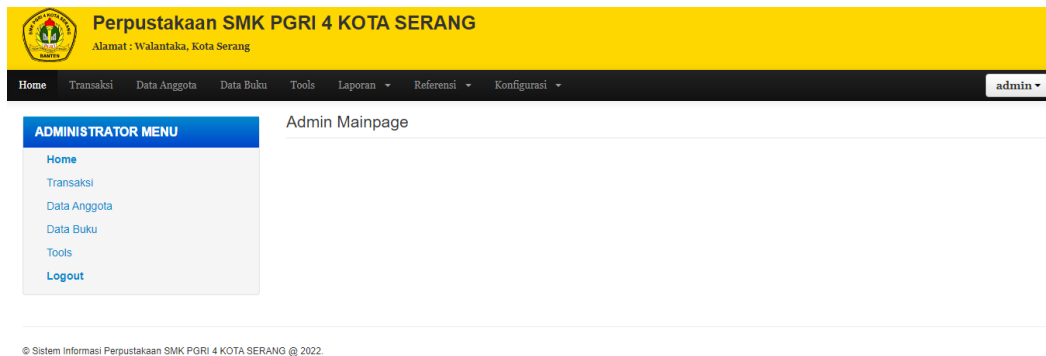 Perpustakaan SMK PGRI 4 KOTA SERANG
Alamat : Walantaka, Kota Serang
Home Transaksi Data Anggota Data Buku Tools Laporan Referensi Konfigurasi admin
ADMINISTRATOR MENU
Admin Mainpage
Home
Transaksi
Data Anggota
Data Buku
Tools
Logout
© Sistem Informasi Perpustakaan SMK PGRI 4 KOTA SERANG @ 2022.
BANTEN